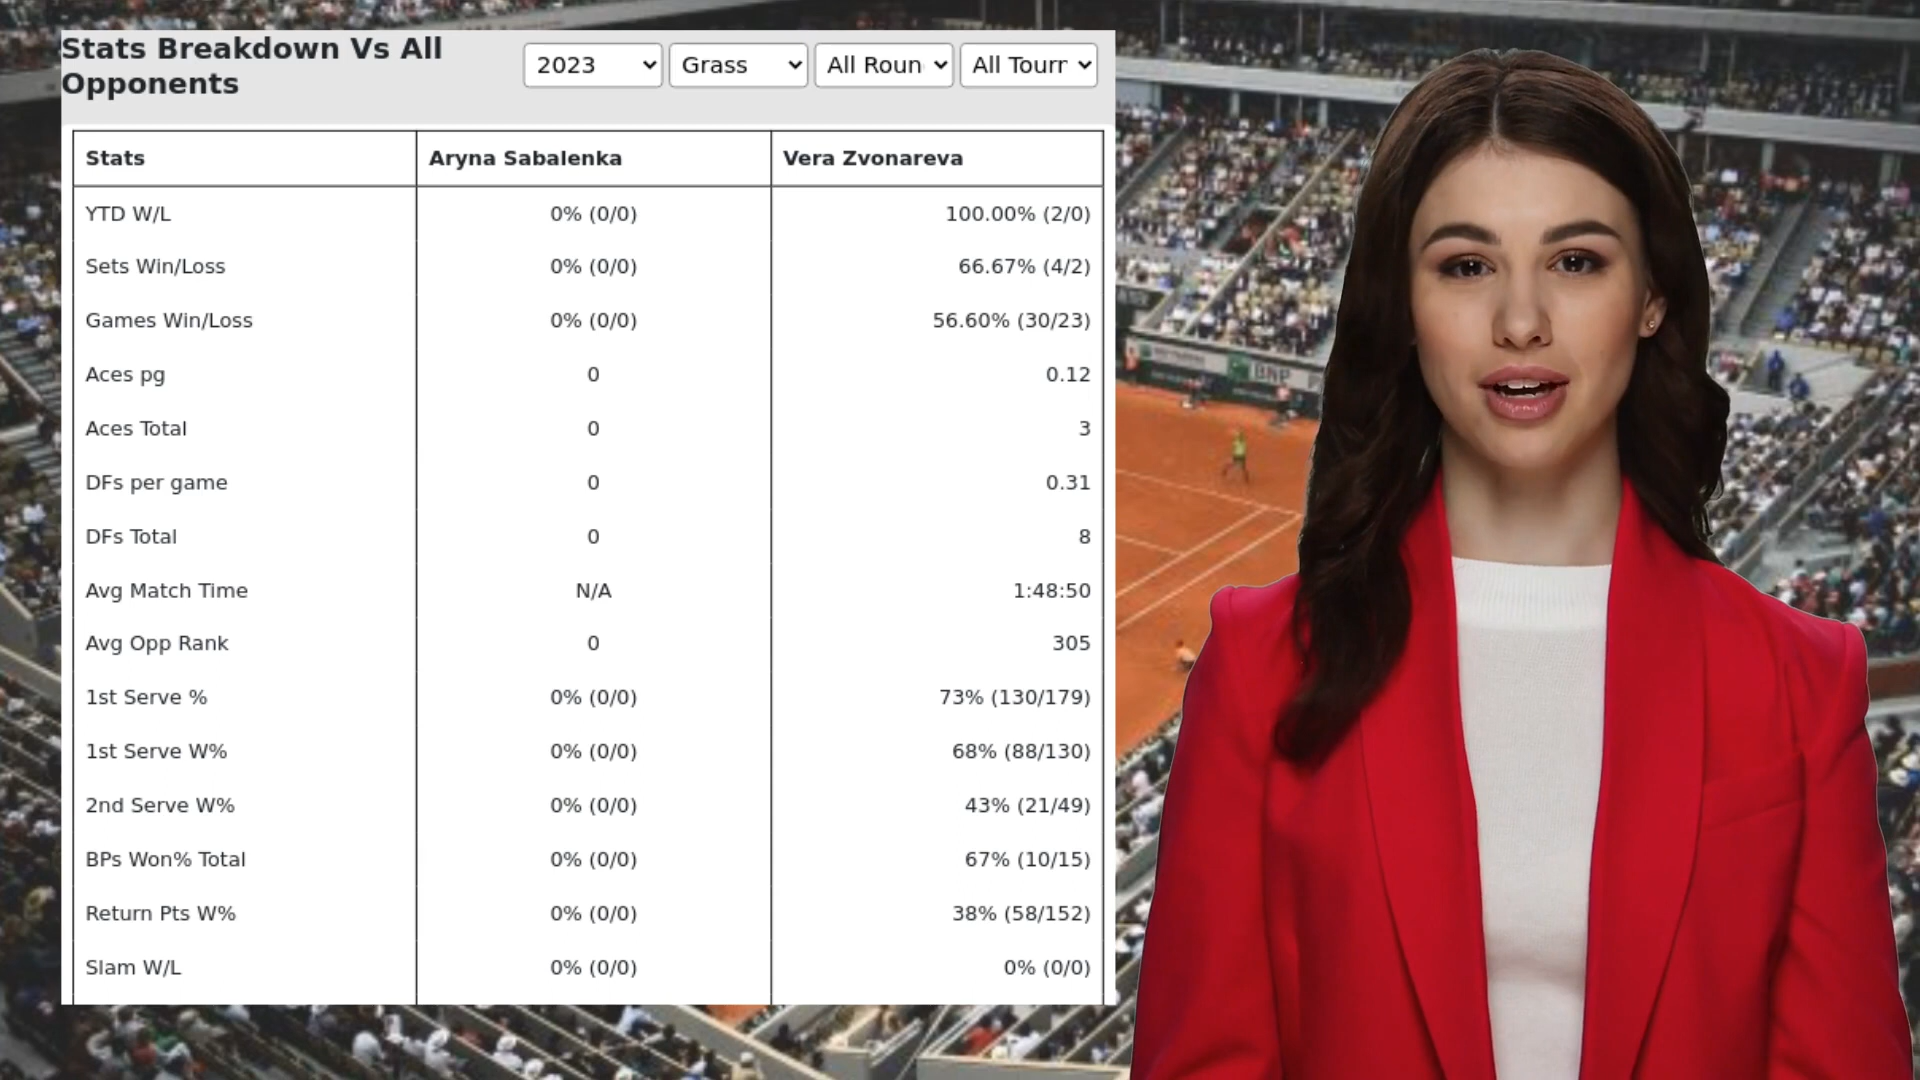 Stats Breakdown Vs All
Opponents
2023 Grass All Roun All Tourr
Stats Aryna Sabalenka Vera Zvonareva
YTD W/L 0% (0/0) 100.00% (2/0)
Sets Win/Loss 0% (0/0) 66.67% (4/2)
Games Win/Loss 0% (0/0) 56.60% (30/23)
Aces pg 0 0.12
Aces Total 0 3
DFs per game 0 0.31
DFs Total 0 8
Avg Match Time N/A 1:48:50
Avg Opp Rank 0 305
1st Serve % 0% (0/0) 73% (130/179)
1st Serve W% 0% (0/0) 68% (88/130)
2nd Serve W% 0% (0/0) 43% (21/49)
BPs Won% Total 0% (0/0) 67% (10/15)
Return Pts W% 0% (0/0) 38% (58/152)
Slam W/L 0% (0/0) 0% (0/0)
BNP